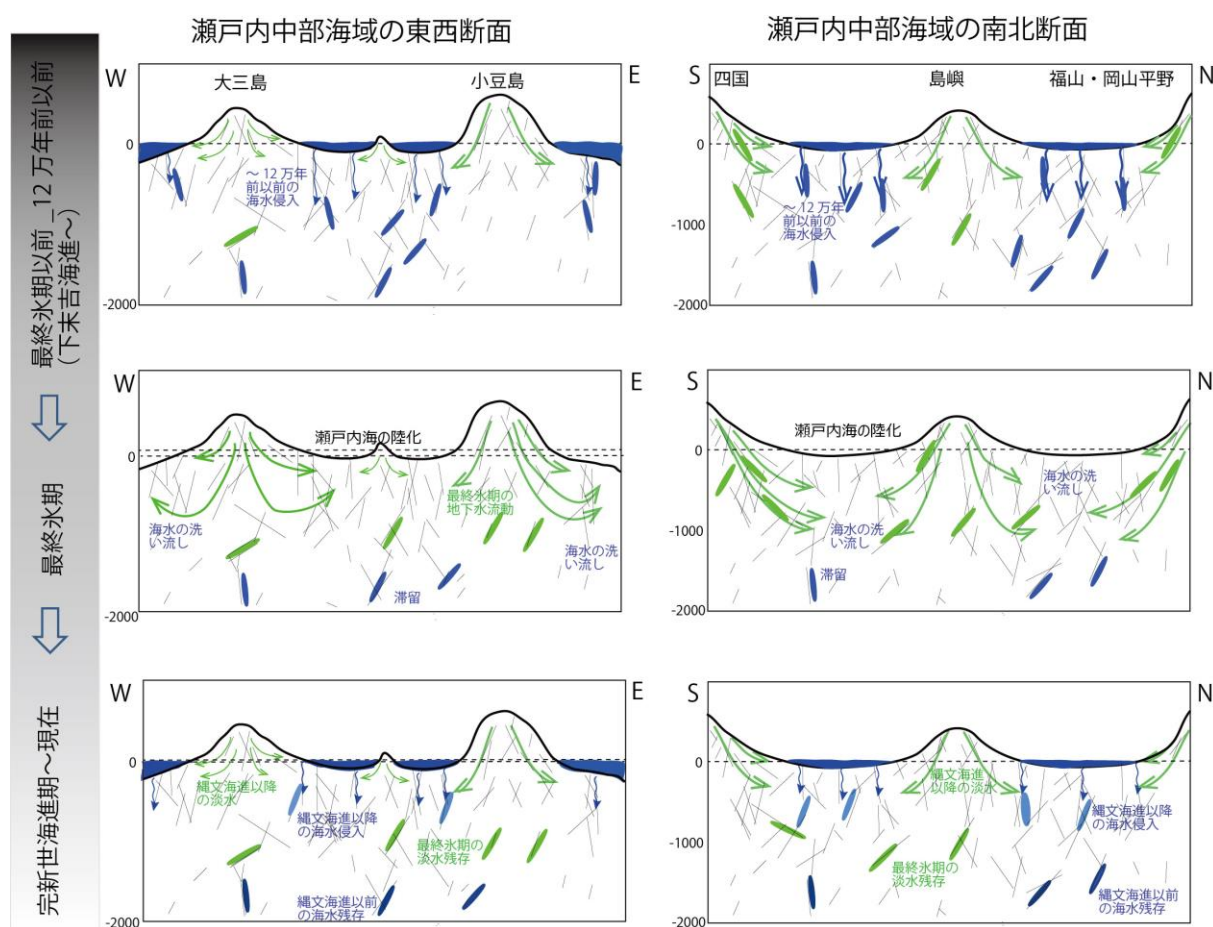 瀬戸内中部海域の東西断面
瀬戸内中部海域の南北断面
最終氷期以前_12万年前以前
(下末吉海進~)
最終氷期
完新世海進期~現在
W
E
大三島
小豆島
0
-2000
~12万年
前以前の
海水侵入
S
N
四国
島嶼
福山・岡山平野
0
-1000
-2000
~12万年
前以前の
海水侵入
W
E
瀬戸内海の陸化
0
-2000
海水の洗
い流し
最終氷期の
地下水流動
海水の洗
い流し
滞留
S
N
瀬戸内海の陸化
0
-1000
-2000
海水の洗
い流し
海水の洗
い流し
滞留
W
E
0
-2000
縄文海進以降
の淡水
縄文海進以降の
海水侵入
最終氷期の
淡水残存
縄文海進以前
の海水残存
S
N
0
-1000
-2000
縄文海進
以降の淡水
縄文海進以降の
海水侵入
最終氷期の
淡水残存
縄文海進以前の
海水残存